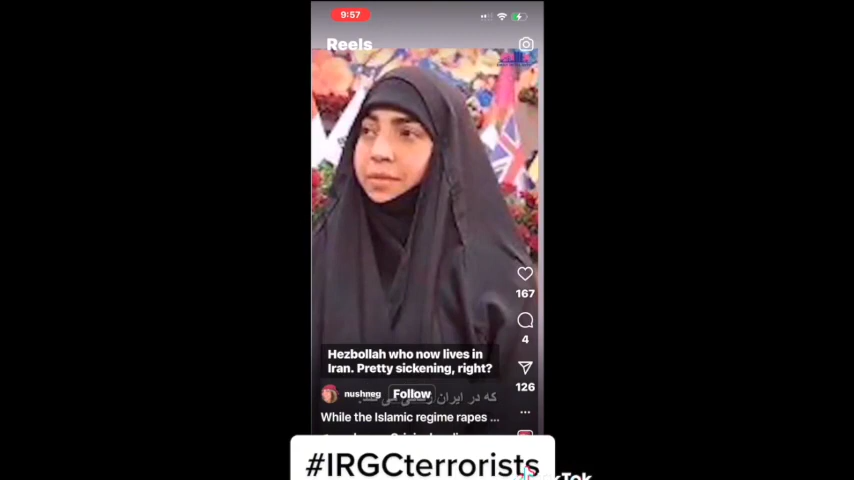 9:57
Reels
167
4
Hezbollah who now lives in
Iran. Pretty sickening, right?
126
nushneg Follow
که در ایران
While the Islamic regime rapes ...
#IRGCterrorists